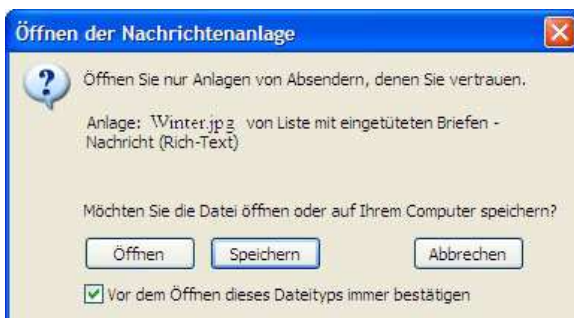 Öffnen der Nachrichtenanlage
Öffnen Sie nur Anlagen von Absendern, denen Sie vertrauen.
Anlage: Winter.jpg von Liste mit eingetüteten Briefen -
Nachricht (Rich-Text)
Möchten Sie die Datei öffnen oder auf Ihrem Computer speichern?
Öffnen Speichern Abbrechen
Vor dem Öffnen dieses Dateityps immer bestätigen